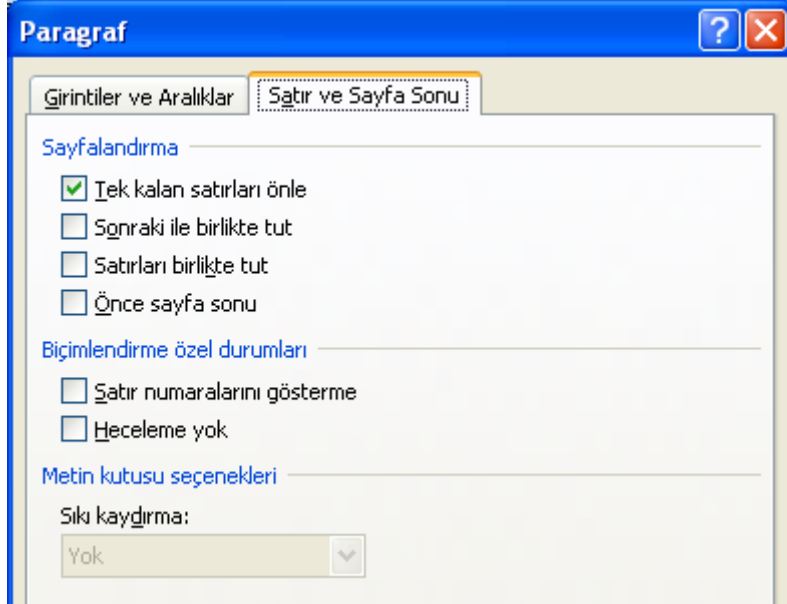 Paragraf
Girintiler ve Aralıklar Satır ve Sayfa Sonu
Sayfalandırma
Tek kalan satırları önle
Sonraki ile birlikte tut
Satırları birlikte tut
Önce sayfa sonu
Biçimlendirme özel durumları
Satır numaralarını gösterme
Heceleme yok
Metin kutusu seçenekleri
Sıkı kaydırma:
Yok